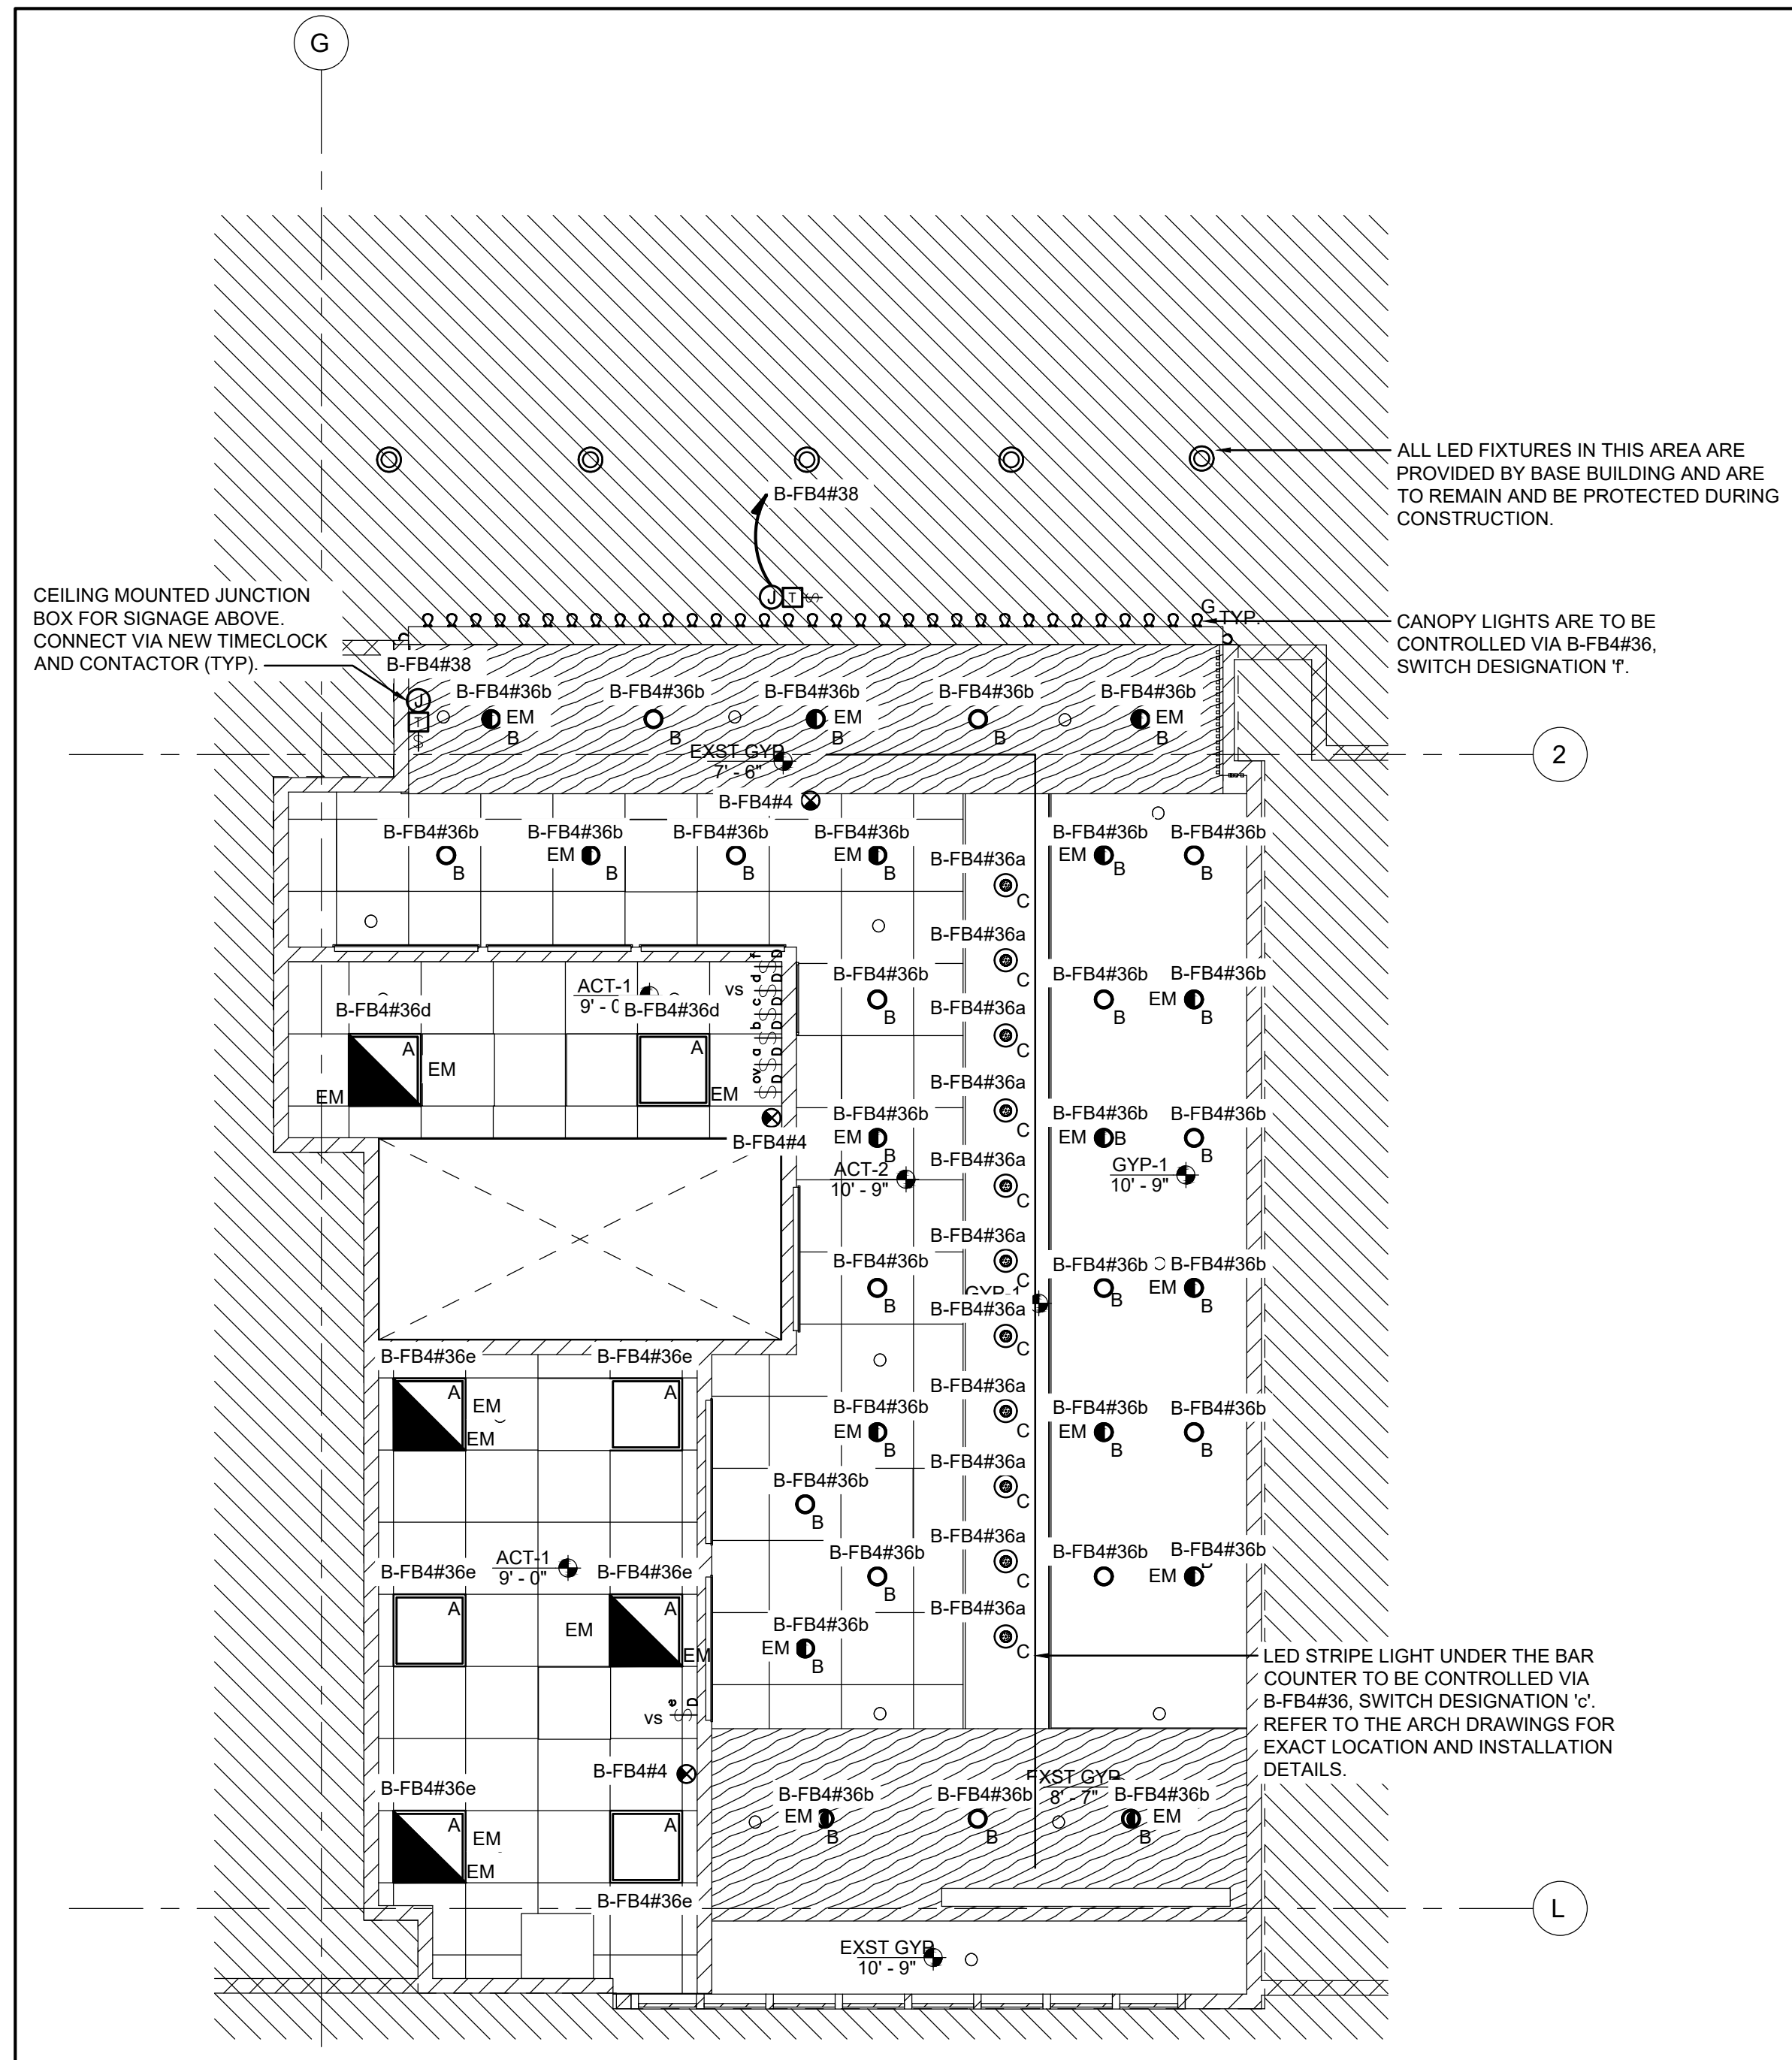 G
ALL LED FIXTURES IN THIS AREA ARE
PROVIDED BY BASE BUILDING AND ARE
TO REMAIN AND BE PROTECTED DURING
CONSTRUCTION.
B-FB4#38
CEILING MOUNTED JUNCTION
BOX FOR SIGNAGE ABOVE.
CONNECT VIA NEW TIMECLOCK
AND CONTACTOR (TYP).
J T $
G
TYP.
CANOPY LIGHTS ARE TO BE
CONTROLLED VIA B-FB4#36,
SWITCH DESIGNATION 'f'.
B-FB4#38
J
T
$
B-FB4#36b B-FB4#36b B-FB4#36b B-FB4#36b B-FB4#36b
EM EM EM
B B B B B
2
EXST GYP
7' - 6"
B-FB4#4
B-FB4#36b B-FB4#36b B-FB4#36b B-FB4#36b B-FB4#36b B-FB4#36b
EM EM EM
B B B B B B
B-FB4#36a
C
B-FB4#36a
C
ACT-1
9' - 0
vs
f
d
c
b
a
ov
$ $ $ $ $ $
D D D D D D
B-FB4#36b B-FB4#36b B-FB4#36b
EM
B B B
B-FB4#36d B-FB4#36d
A A
EM
EM EM
B-FB4#36a
C
B-FB4#36a
C
B-FB4#4
B-FB4#36b B-FB4#36b B-FB4#36b
EM EM B
B B
ACT-2
10' - 9"
B-FB4#36a
C
GYP-1
10' - 9"
B-FB4#36a
C
B-FB4#36b B-FB4#36b B-FB4#36b
EM
B B B
GYP-1
B-FB4#36a
C
B-FB4#36e B-FB4#36e
A A
EM
EM
B-FB4#36a
C
B-FB4#36b B-FB4#36b B-FB4#36b
EM EM
B B B
B-FB4#36a
C
B-FB4#36b
B
B-FB4#36a
C
B-FB4#36b B-FB4#36b B-FB4#36b
EM
B
ACT-1
9' - 0"
B-FB4#36e B-FB4#36e
A A
EM
EM
B-FB4#36a
C
B-FB4#36b
EM
B
LED STRIPE LIGHT UNDER THE BAR
COUNTER TO BE CONTROLLED VIA
B-FB4#36, SWITCH DESIGNATION 'c'.
REFER TO THE ARCH DRAWINGS FOR
EXACT LOCATION AND INSTALLATION
DETAILS.
vs
e
$
D
B-FB4#4
B-FB4#36e
A A
EM
EM
B-FB4#36e
EXST GYP
8' - 7"
B-FB4#36b B-FB4#36b B-FB4#36b
EM EM
B B B
L
EXST GYP
10' - 9"